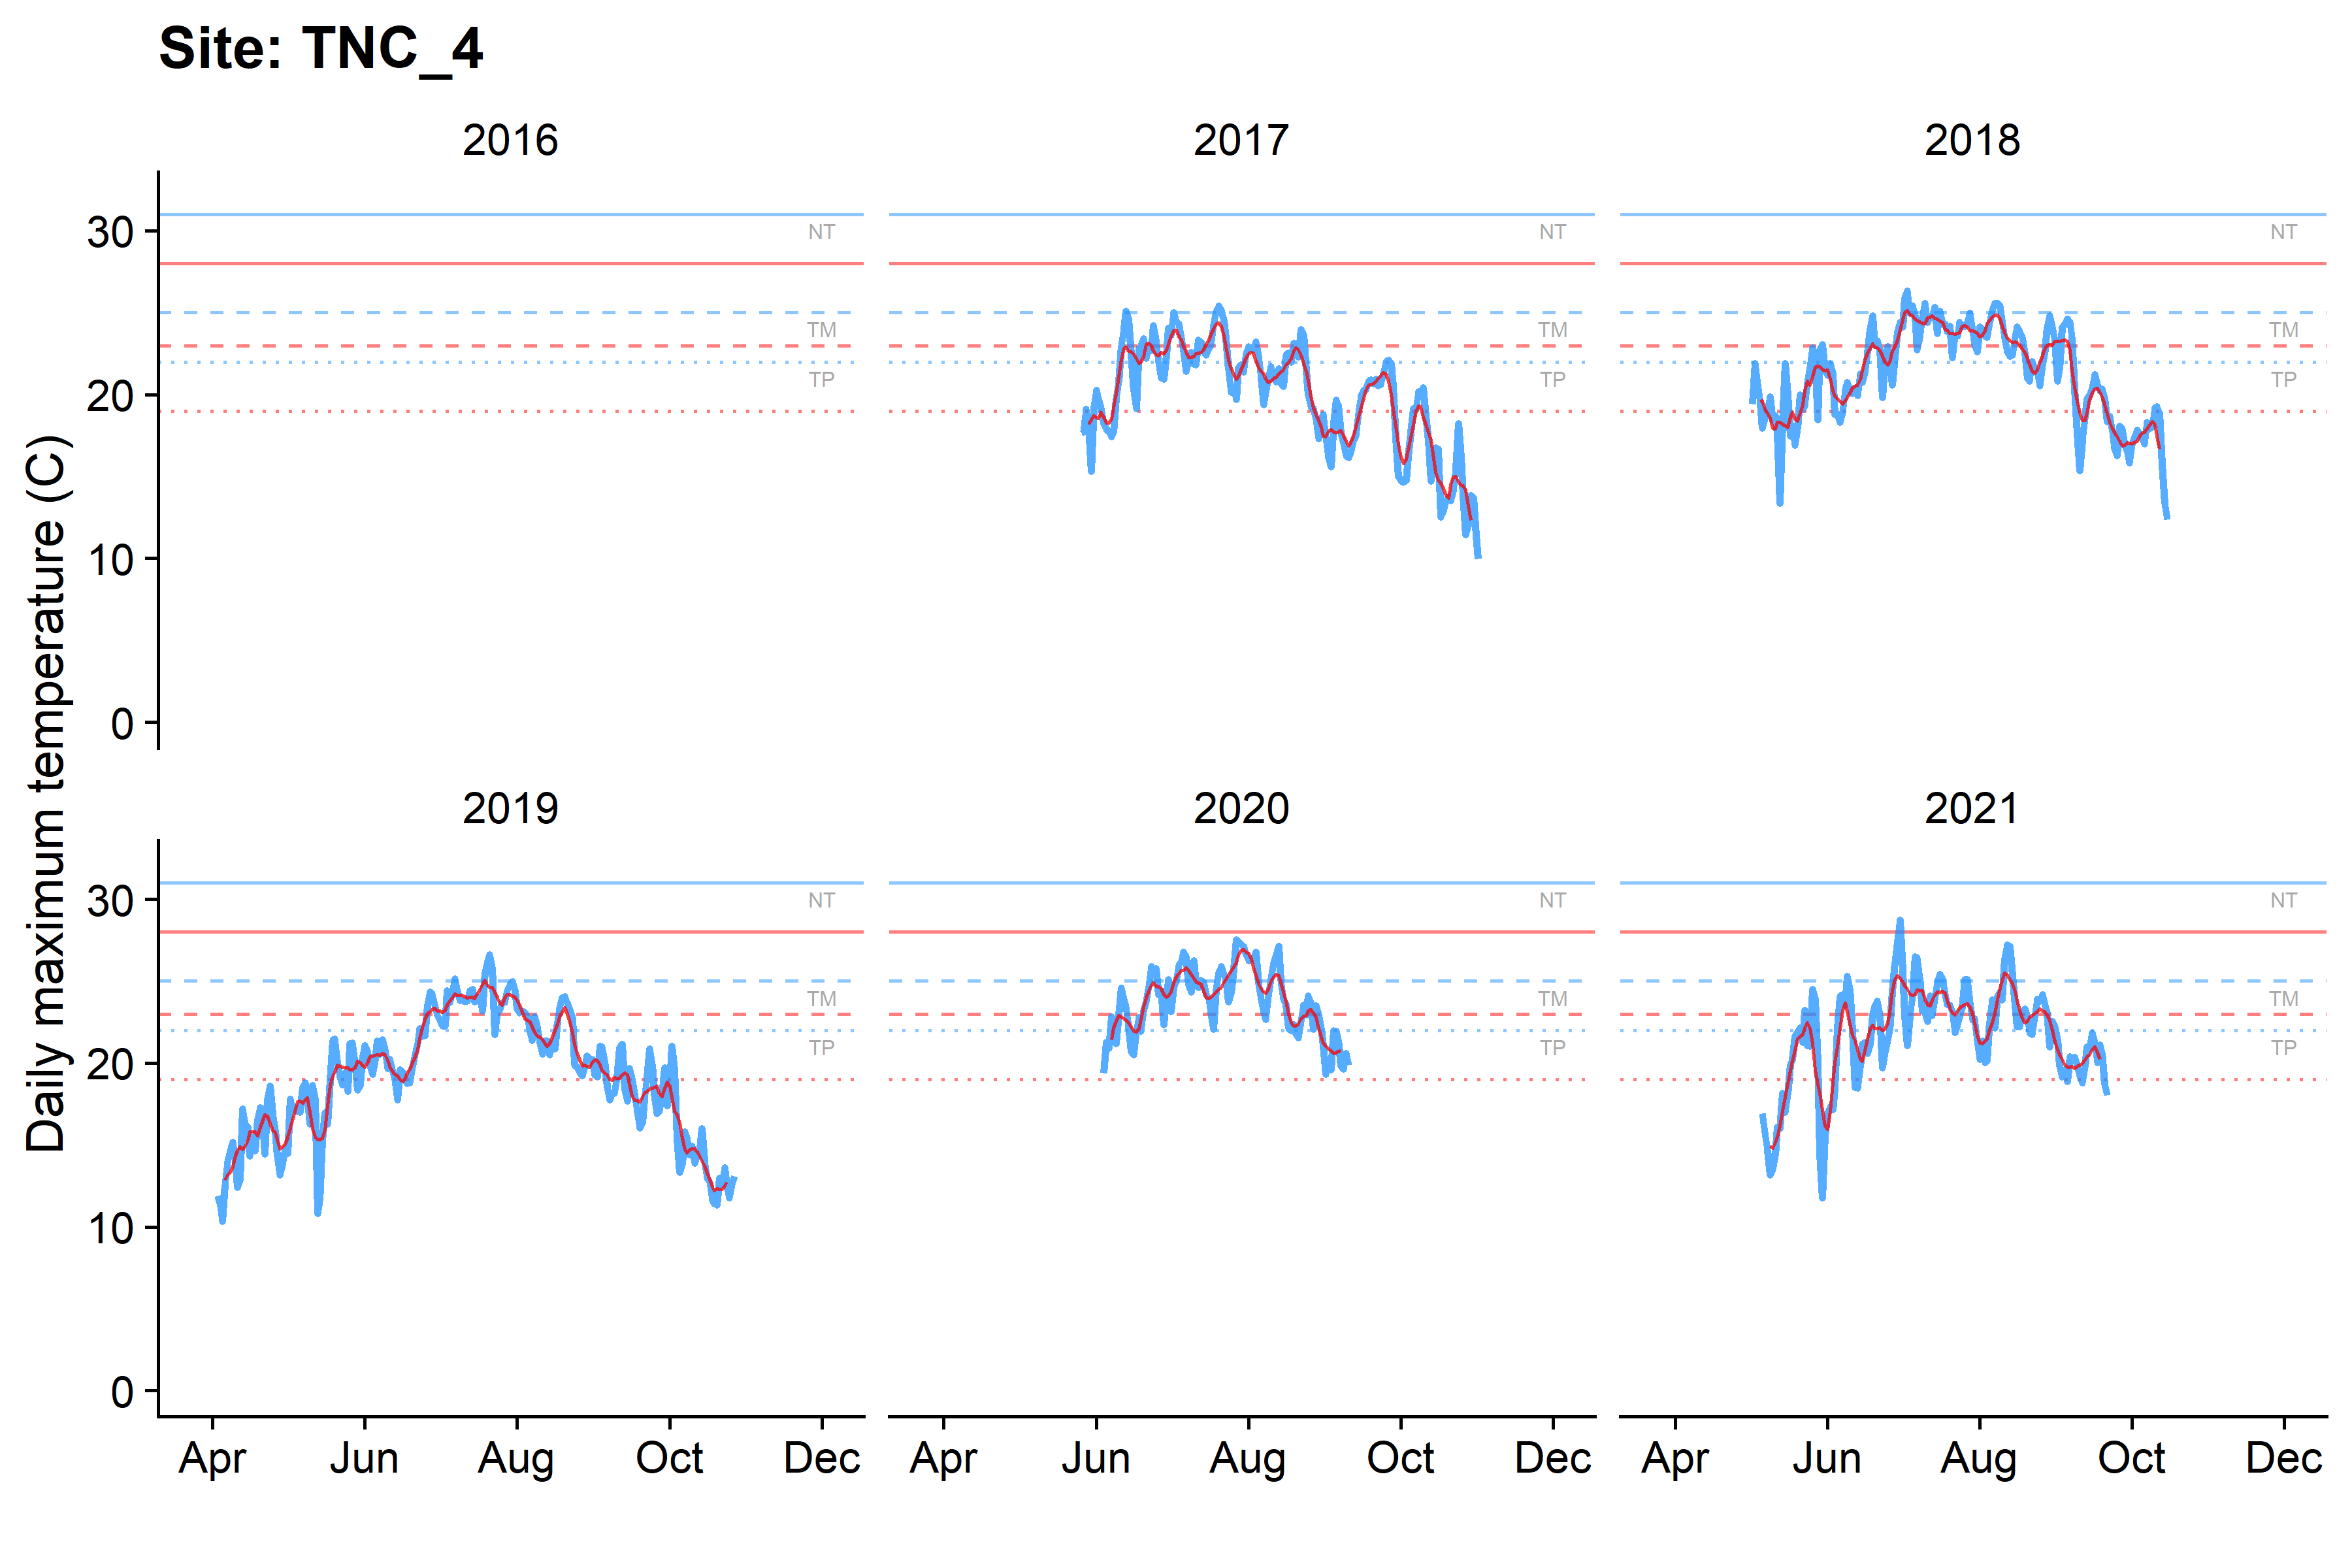 Site: TNC_4
2016
2017
2018
Daily maximum temperature (C)
30
20
10
0
NT
TM
TP
NT
TM
TP
NT
TM
TP
2019
2020
2021
30
20
10
0
NT
TM
TP
NT
TM
TP
NT
TM
TP
Apr Jun Aug Oct Dec Apr Jun Aug Oct Dec Apr Jun Aug Oct Dec